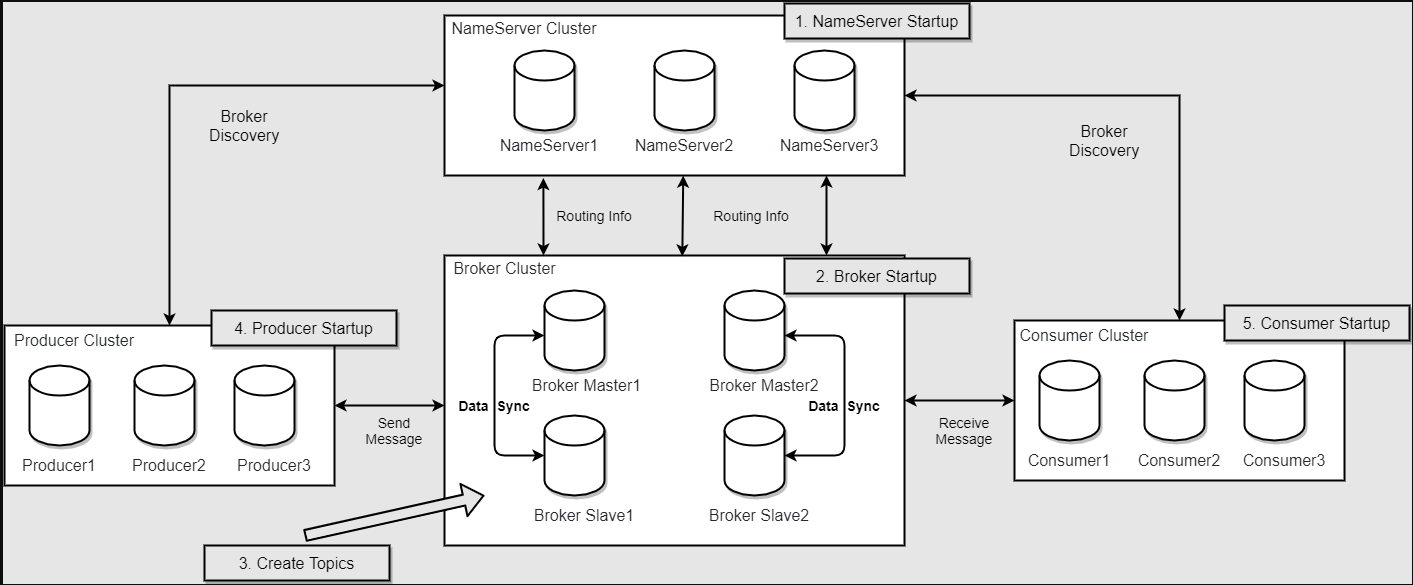 1. NameServer Startup
NameServer Cluster
NameServer1
NameServer2
NameServer3
Broker
Discovery
Broker
Discovery
Routing Info
Routing Info
Broker Cluster
2. Broker Startup
4. Producer Startup
Producer Cluster
Producer1
Producer2
Producer3
Send
Message
Broker Master1
Broker Master2
Data Sync
Data Sync
Broker Slave1
Broker Slave2
Receive
Message
5. Consumer Startup
Consumer Cluster
Consumer1
Consumer2
Consumer3
3. Create Topics